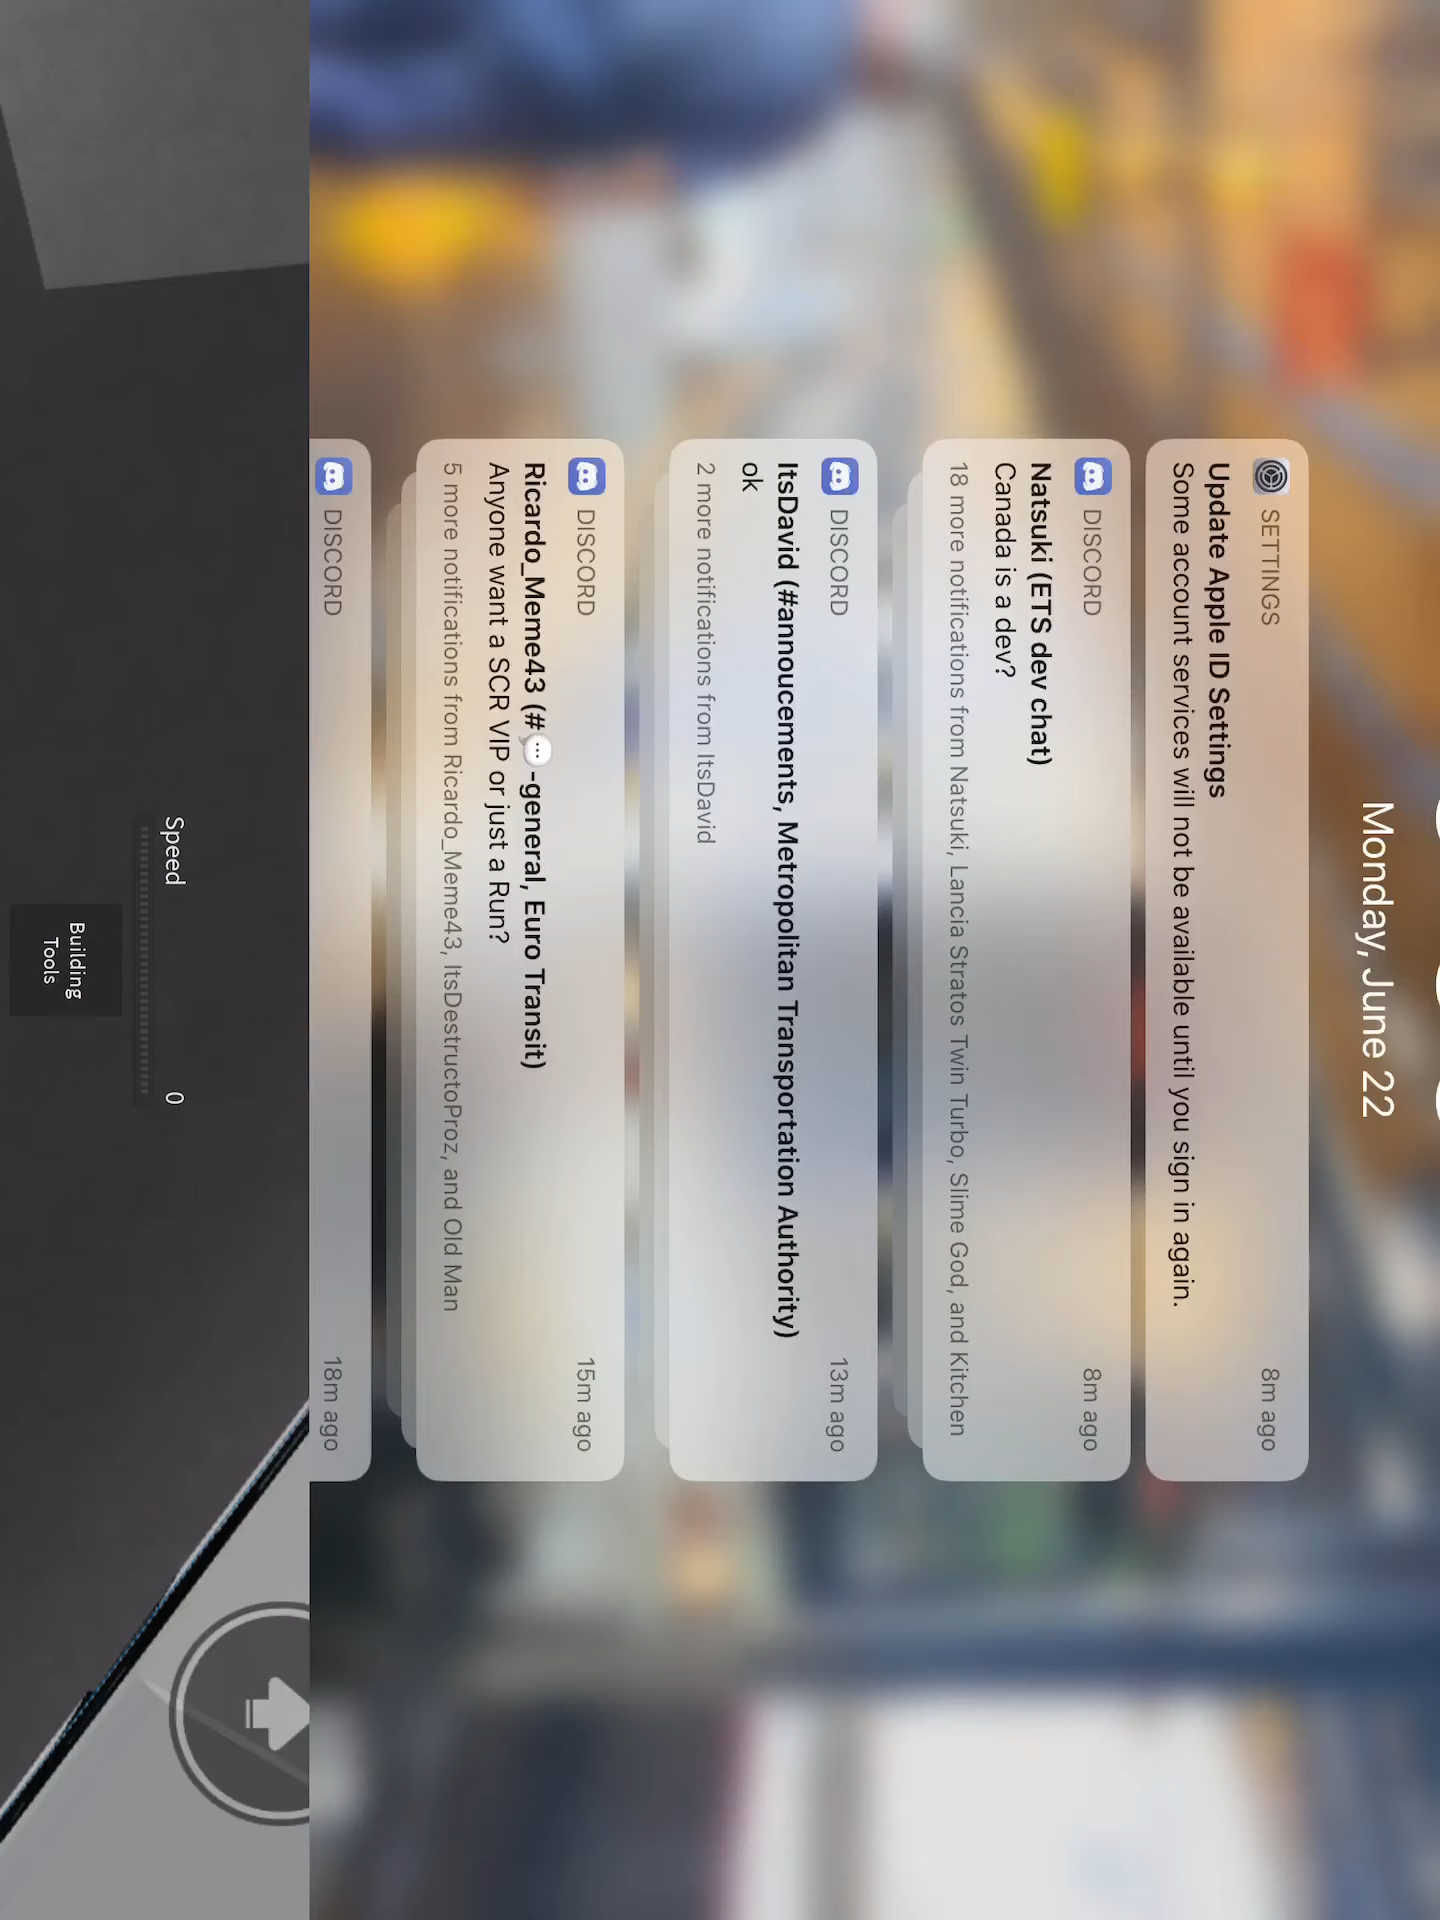 Monday, June 22
SETTINGS
8m ago
Update Apple ID Settings
Some account services will not be available until you sign in again.
DISCORD
8m ago
Natsuki (ETS dev chat)
Canada is a dev?
18 more notifications from Natsuki, Lancia Stratos Twin Turbo, Slime God, and Kitchen
DISCORD
13m ago
ItsDavid (#annoucements, Metropolitan Transportation Authority)
ok
2 more notifications from ItsDavid
DISCORD
15m ago
Ricardo_Meme43 (#💬-general, Euro Transit)
Anyone want a SCR VIP or just a Run?
5 more notifications from Ricardo_Meme43, ItsDestructoProz, and Old Man
DISCORD
18m ago
Speed
0
Building
Tools